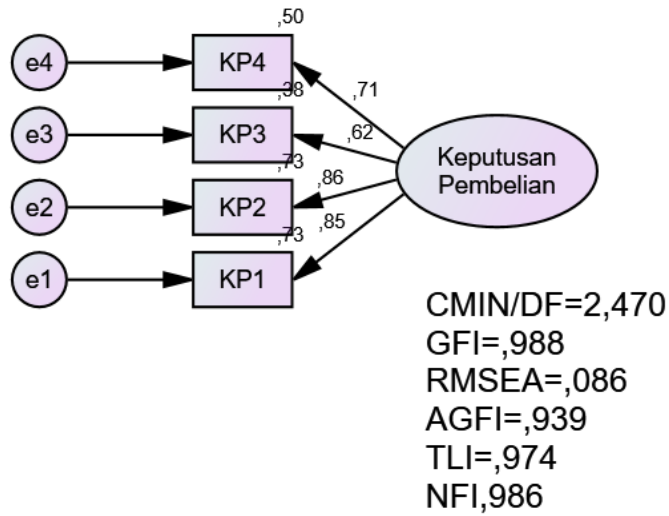 ,50
e4
KP4
,38
,71
e3
KP3
,62
,73
Keputusan
Pembelian
e2
KP2
,86
,73
,85
e1
KP1
CMIN/DF=2,470
GFI=,988
RMSEA=,086
AGFI=,939
TLI=,974
NFI,986